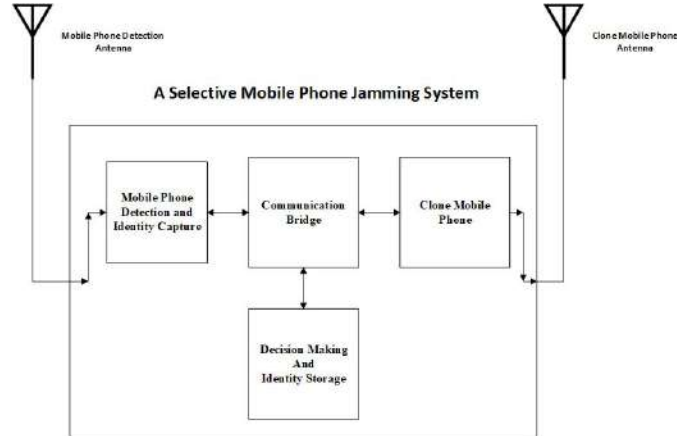 Mobile Phone Detection
Antenna
Clone Mobile Phone
Antenna
A Selective Mobile Phone Jamming System
Mobile Phone
Detection and
Identity Capture
Communication
Bridge
Clone Mobile
Phone
Decision Making
And
Identity Storage